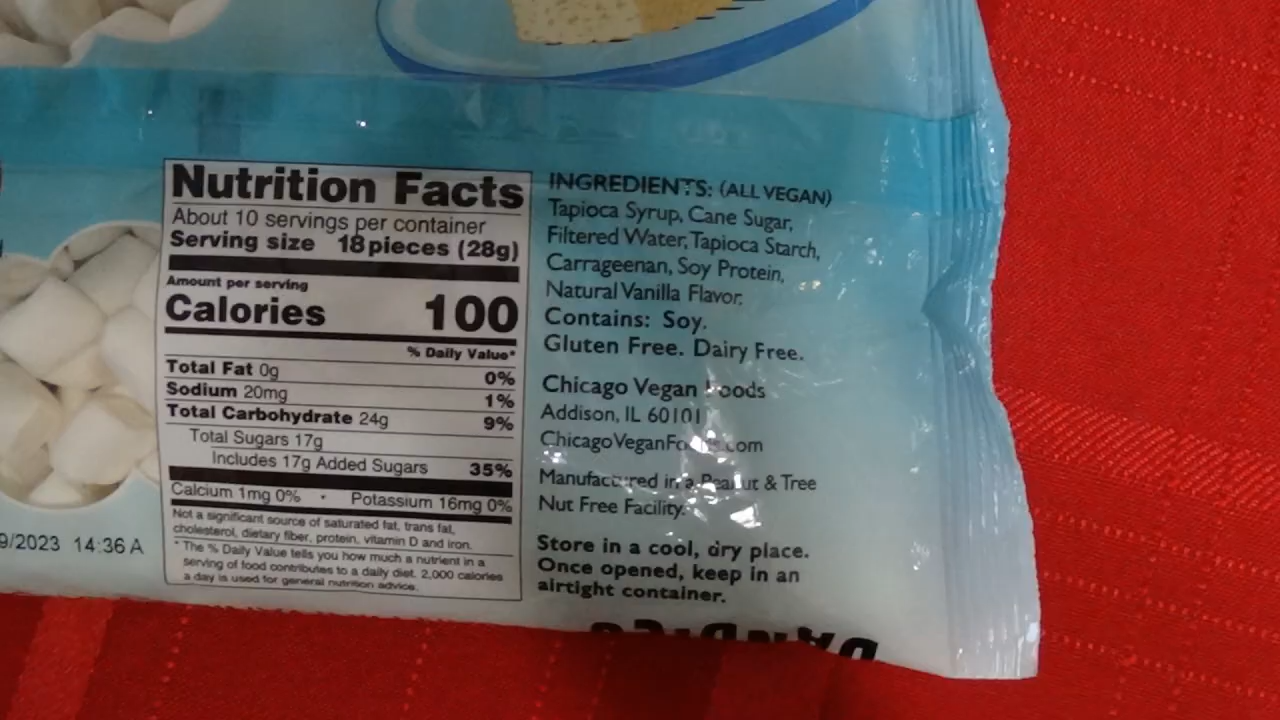 Nutrition Facts
About 10 servings per container
Serving size 18 pieces (28g)
Amount per serving
Calories 100
% Daily Value*
Total Fat 0g 0%
Sodium 20mg 1%
Total Carbohydrate 24g 9%
Total Sugars 17g
Includes 17g Added Sugars 35%
Calcium 1mg 0% • Potassium 16mg 0%
Not a significant source of saturated fat, trans fat,
cholesterol, dietary fiber, protein, vitamin D and iron.
* The % Daily Value tells you how much a nutrient in a
serving of food contributes to a daily diet. 2,000 calories
a day is used for general nutrition advice.
INGREDIENTS: (ALL VEGAN)
Tapioca Syrup, Cane Sugar,
Filtered Water, Tapioca Starch,
Carrageenan, Soy Protein,
Natural Vanilla Flavor.
Contains: Soy.
Gluten Free. Dairy Free.
Chicago Vegan Foods
Addison, IL 60101
ChicagoVeganFoods.com
Manufactured in a Peanut & Tree
Nut Free Facility.
Store in a cool, dry place.
Once opened, keep in an
airtight container.
9/2023 14:36 A